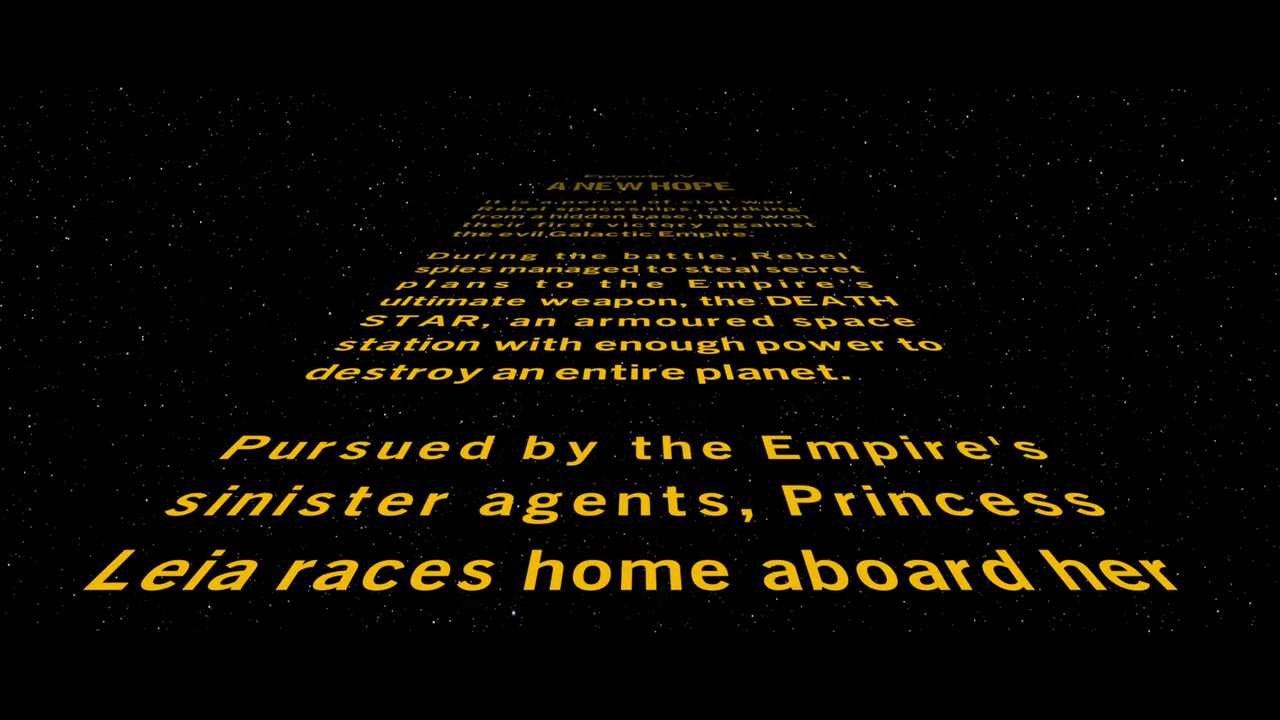 Episode IV
A NEW HOPE
It is a period of civil war.
Rebel spaceships, striking
from a hidden base, have won
their first victory against
the evil Galactic Empire.
During the battle, Rebel
spies managed to steal secret
plans to the Empire's
ultimate weapon, the DEATH
STAR, an armoured space
station with enough power to
destroy an entire planet.
Pursued by the Empire's
sinister agents, Princess
Leia races home aboard her